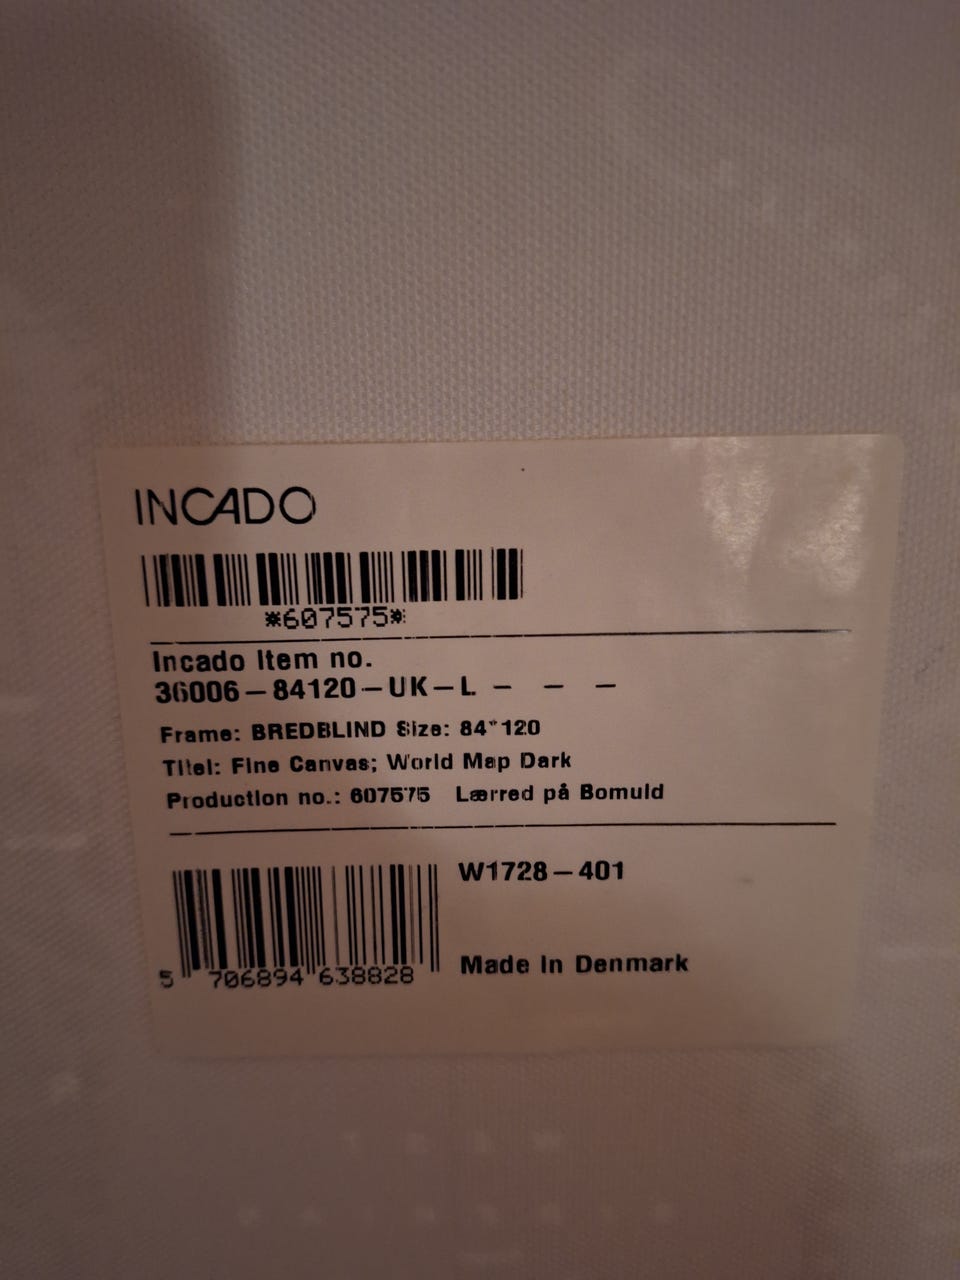 INCADO
*607575*
Incado Item no.
36006-84120-UK-L - - -
Frame: BREDBLIND Size: 84*120
Titel: Fine Canvas; World Map Dark
Production no.: 607575 Lærred på Bomuld
W1728-401
5 706894 638828
Made In Denmark